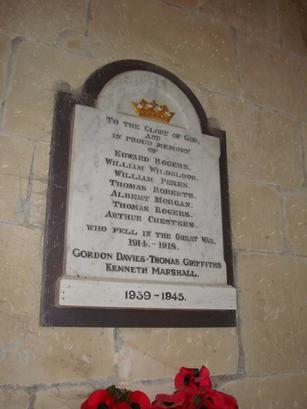 TO THE GLORY OF GOD,
AND
IN PROUD MEMORY
OF
EDWARD ROGERS.
WILLIAM WILDBLOOD.
WILLIAM PERKS.
THOMAS ROBERTS.
ALBERT MORGAN.
THOMAS ROGERS.
ARTHUR CHESTERS.
WHO FELL IN THE GREAT WAR.
1914.-1918.
GORDON DAVIES · THOMAS GRIFFITHS
KENNETH MARSHALL.
1939-1945.